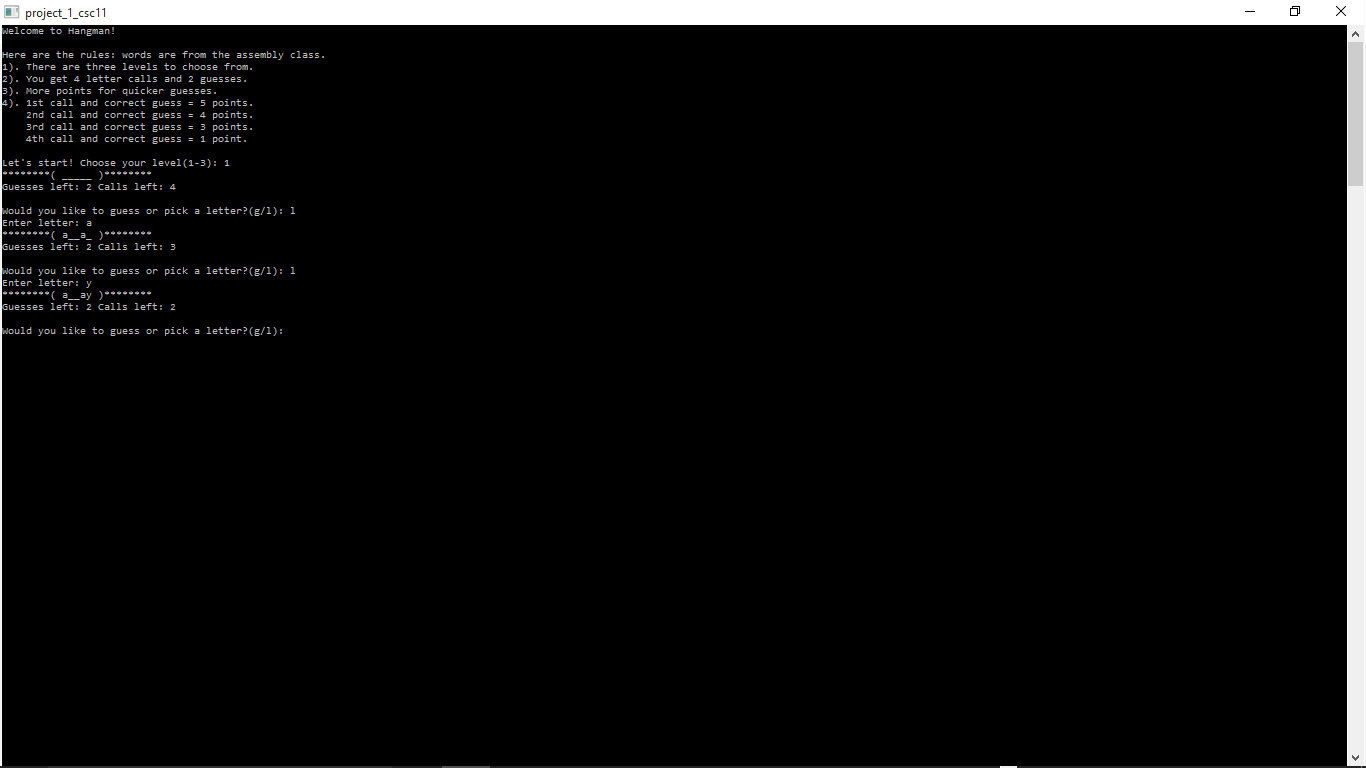 project_1_csc11
Welcome to Hangman!
Here are the rules: words are from the assembly class.
1). There are three levels to choose from.
2). You get 4 letter calls and 2 guesses.
3). More points for quicker guesses.
4). 1st call and correct guess = 5 points.
2nd call and correct guess = 4 points.
3rd call and correct guess = 3 points.
4th call and correct guess = 1 point.
Let's start! Choose your level(1-3): 1
********( _____ )********
Guesses left: 2 Calls left: 4
Would you like to guess or pick a letter?(g/l): l
Enter letter: a
********( a__a_ )********
Guesses left: 2 Calls left: 3
Would you like to guess or pick a letter?(g/l): l
Enter letter: y
********( a__ay )********
Guesses left: 2 Calls left: 2
Would you like to guess or pick a letter?(g/l):